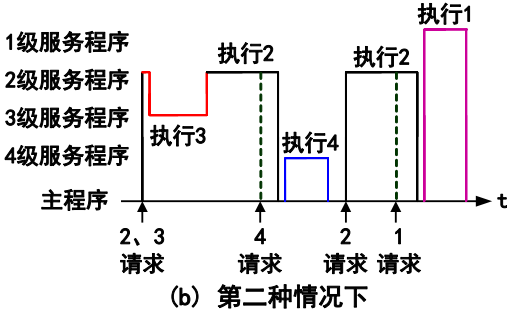 执行1
1级服务程序
执行2
执行2
2级服务程序
3级服务程序
执行3
执行4
4级服务程序
主程序
t
2、3
4
2
1
请求
请求
请求
请求
(b) 第二种情况下